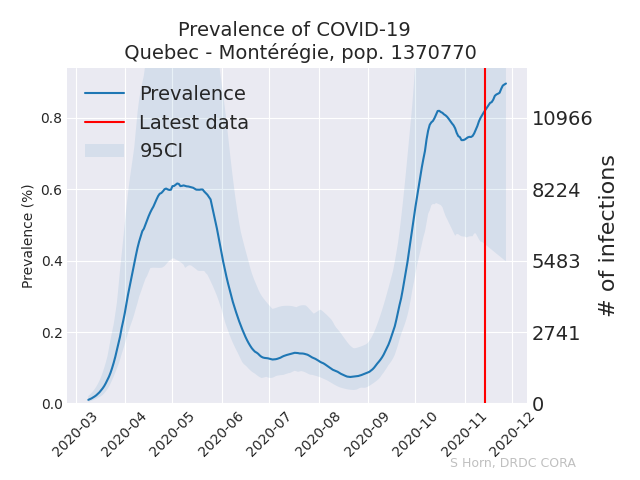 Prevalence of COVID-19
Quebec - Montérégie, pop. 1370770
Prevalence
Latest data
95CI
Prevalence (%)
0.8
0.6
0.4
0.2
0.0
10966
8224
5483
2741
0
# of infections
2020-03
2020-04
2020-05
2020-06
2020-07
2020-08
2020-09
2020-10
2020-11
2020-12
S Horn, DRDC CORA